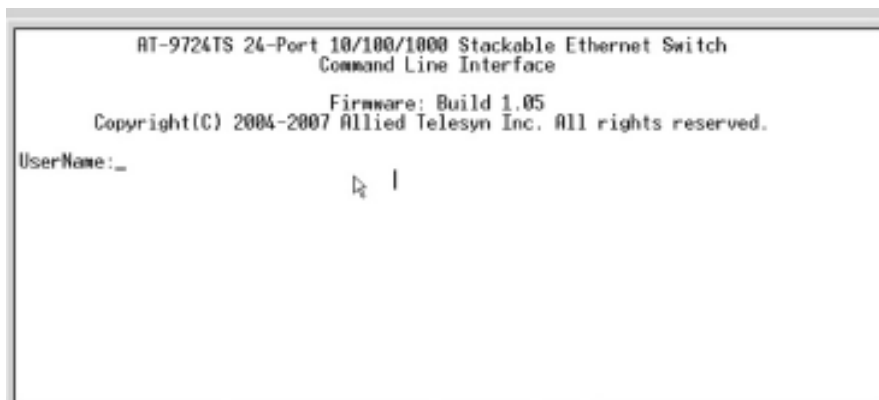 AT-9724TS 24-Port 10/100/1000 Stackable Ethernet Switch
Command Line Interface
Firmware: Build 1.05
Copyright(C) 2004-2007 Allied Telesyn Inc. All rights reserved.
UserName:_